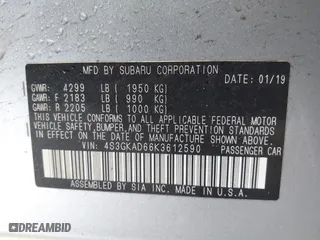 MFD BY SUBARU CORPORATION
DATE: 01/19
GVWR: 4299 LB ( 1950 KG)
GAWR: F 2183 LB ( 990 KG)
GAWR: R 2205 LB ( 1000 KG)
THIS VEHICLE CONFORMS TO ALL APPLICABLE FEDERAL MOTOR
VEHICLE SAFETY, BUMPER, AND THEFT PREVENTION STANDARDS
IN EFFECT ON THE DATE OF MANUFACTURE SHOWN ABOVE.
VIN: 4S3GKAD66K3612590 PASSENGER CAR
ASSEMBLED BY SIA INC. MADE IN U.S.A.